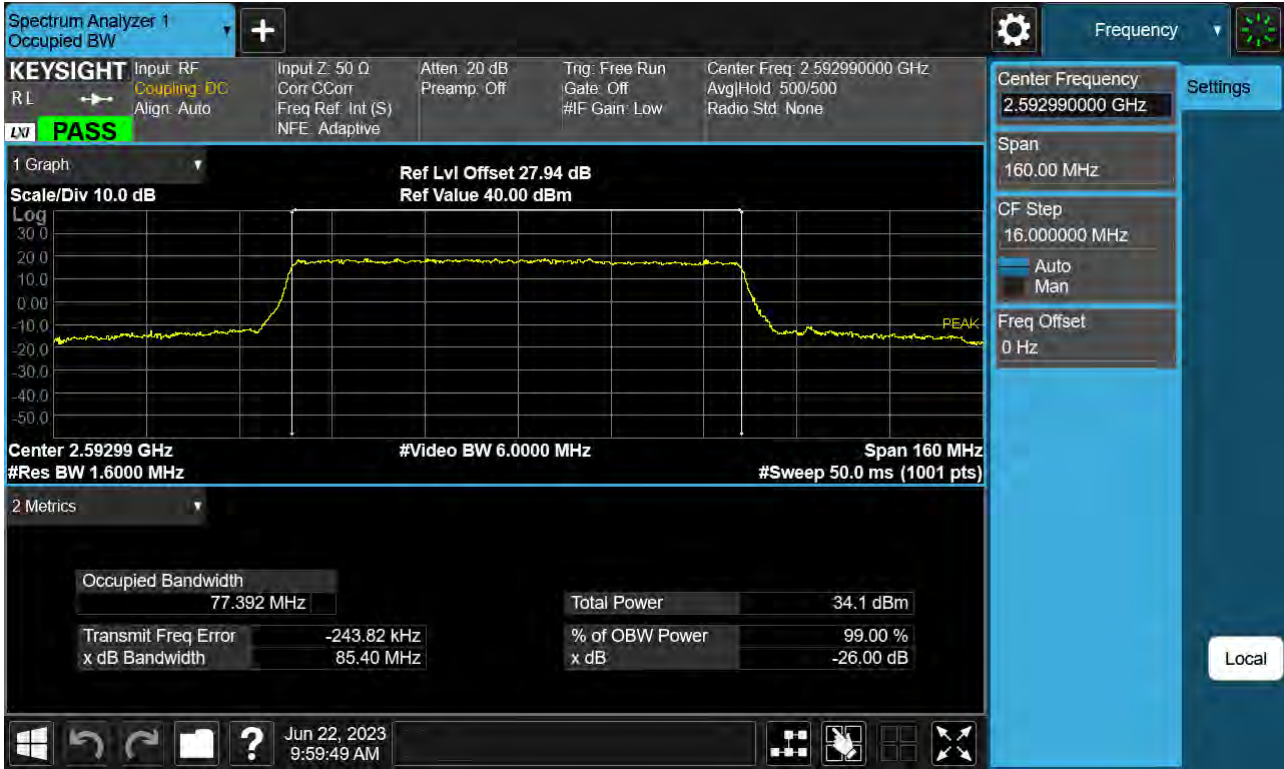 Spectrum Analyzer 1
Occupied BW
+
Frequency
KEYSIGHT
RL
LXI
PASS
Input: RF
Coupling: DC
Align: Auto
Input Z: 50 Ω
Corr CCorr
Freq Ref: Int (S)
NFE: Adaptive
Atten: 20 dB
Preamp: Off
Trig: Free Run
Gate: Off
#IF Gain: Low
Center Freq: 2.592990000 GHz
Avg|Hold: 500/500
Radio Std: None
1 Graph
Scale/Div 10.0 dB
Ref Lvl Offset 27.94 dB
Ref Value 40.00 dBm
Log
30.0
20.0
10.0
0.00
-10.0
-20.0
-30.0
-40.0
-50.0
PEAK
Center 2.59299 GHz
#Video BW 6.0000 MHz
Span 160 MHz
#Res BW 1.6000 MHz
#Sweep 50.0 ms (1001 pts)
2 Metrics
Occupied Bandwidth
77.392 MHz
Total Power 34.1 dBm
Transmit Freq Error -243.82 kHz
% of OBW Power 99.00 %
x dB Bandwidth 85.40 MHz
x dB -26.00 dB
Center Frequency
2.592990000 GHz
Settings
Span
160.00 MHz
CF Step
16.000000 MHz
Auto
Man
Freq Offset
0 Hz
Local
?
Jun 22, 2023
9:59:49 AM